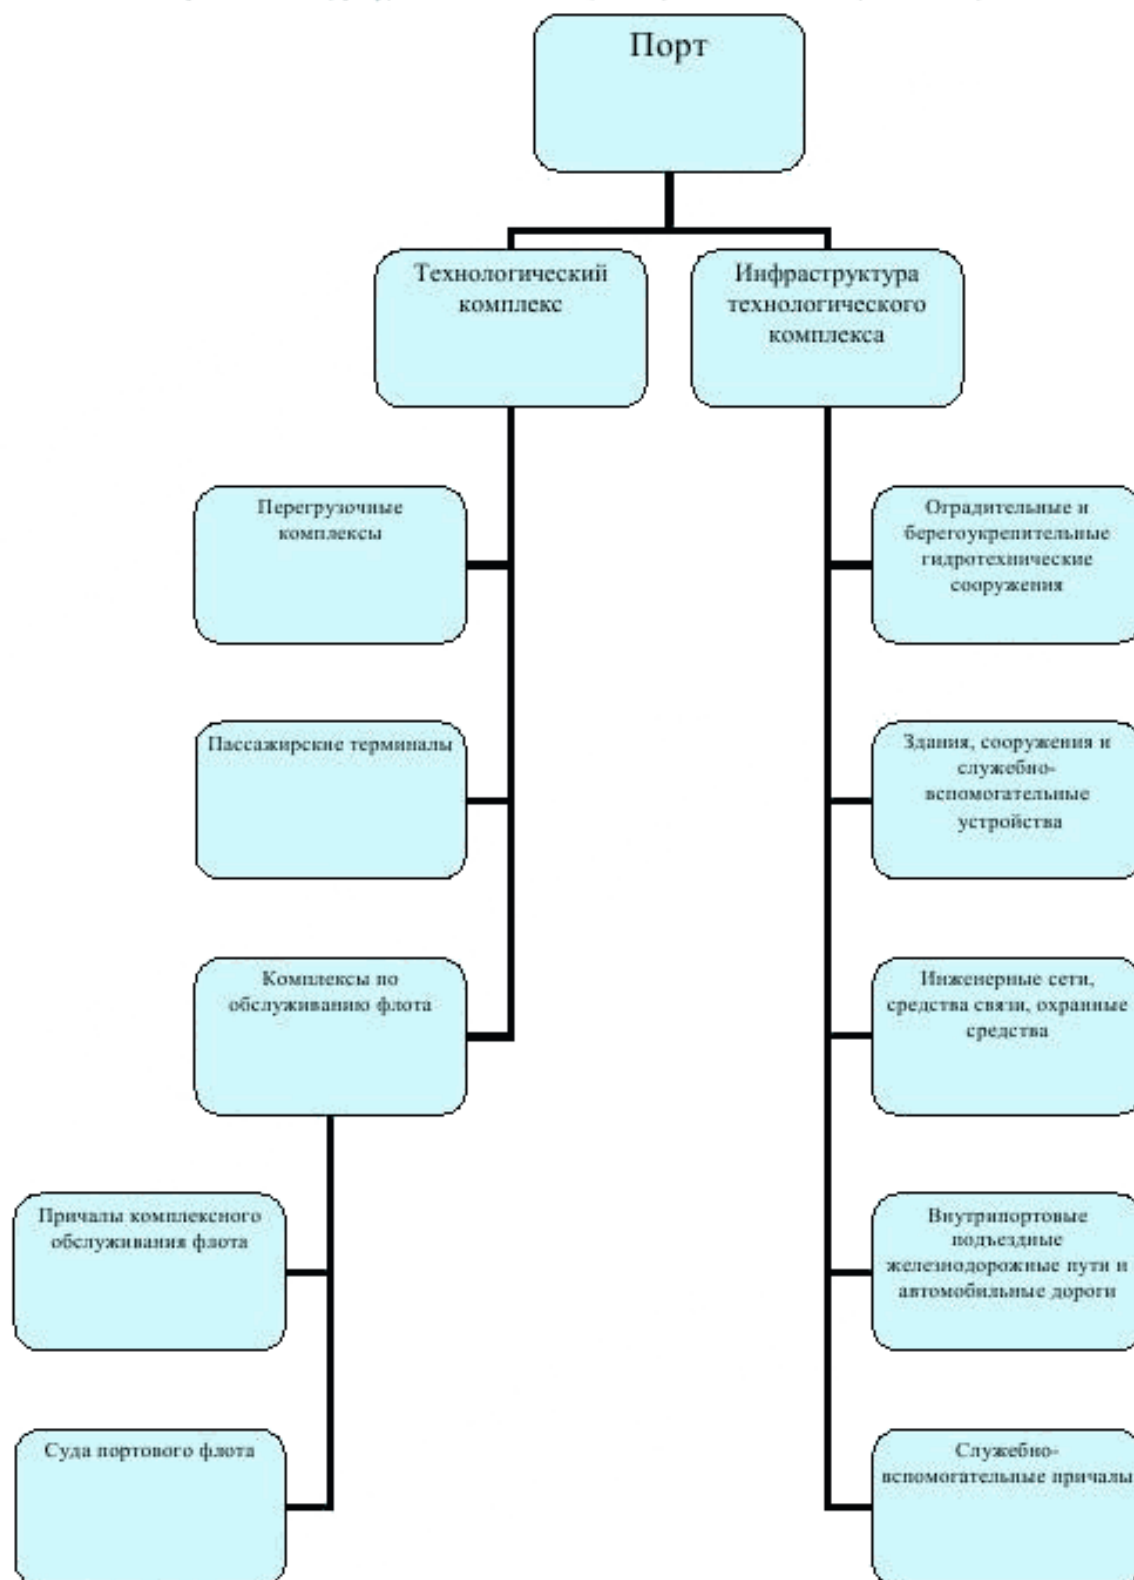 Порт
Технологический
комплекс
Инфраструктура
технологического
комплекса
Перегрузочные
комплексы
Оградительные и
берегоукрепительные
гидротехнические
сооружения
Пассажирские терминалы
Здания, сооружения и
служебно-
вспомогательные
устройства
Комплексы по
обслуживанию флота
Инженерные сети,
средства связи, охранные
средства
Причалы комплексного
обслуживания флота
Внутрипортовые
подъездные
железнодорожные пути и
автомобильные дороги
Суда портового флота
Служебно-
вспомогательные причалы